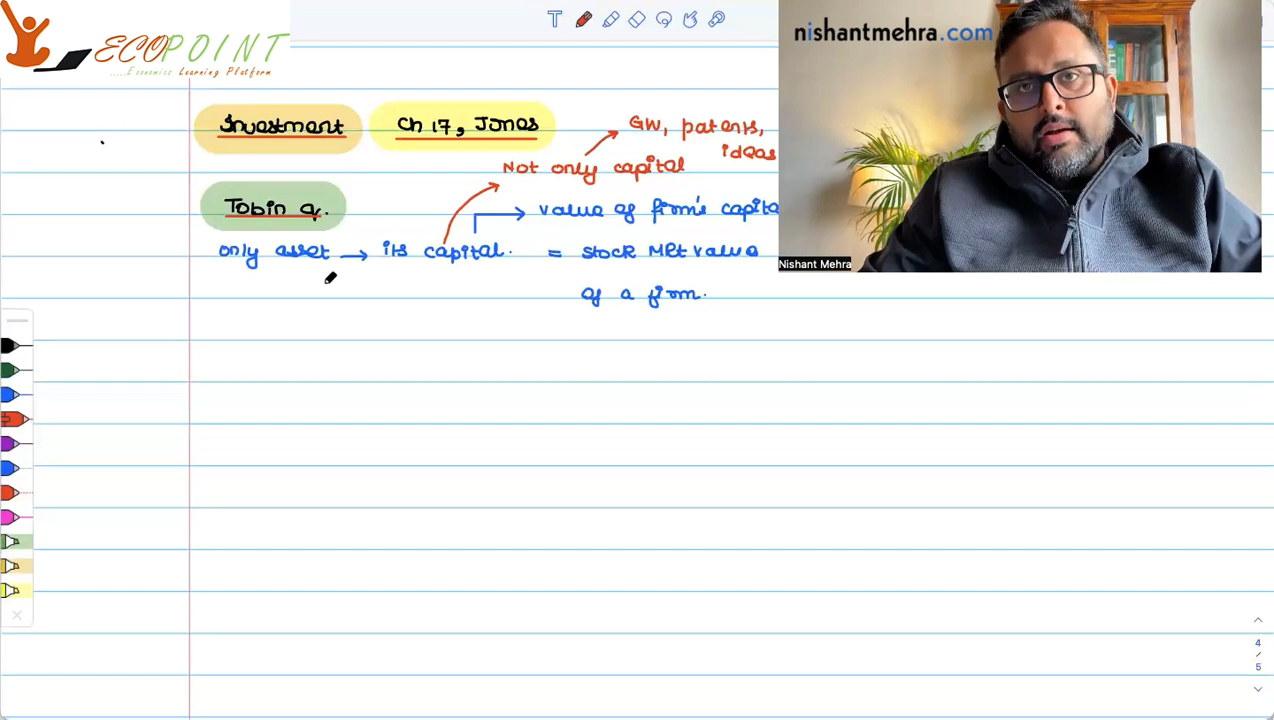 ECOPOINT
.....Economics Learning Platform
nishantmehra.com
Investment
Ch 17, Jones
GW, patents,
ideas
Not only capital
Tobin q.
value of firm's capital
only asset → its capital.
= Stock Mkt value
of a firm.
Nishant Mehra
4
/
5